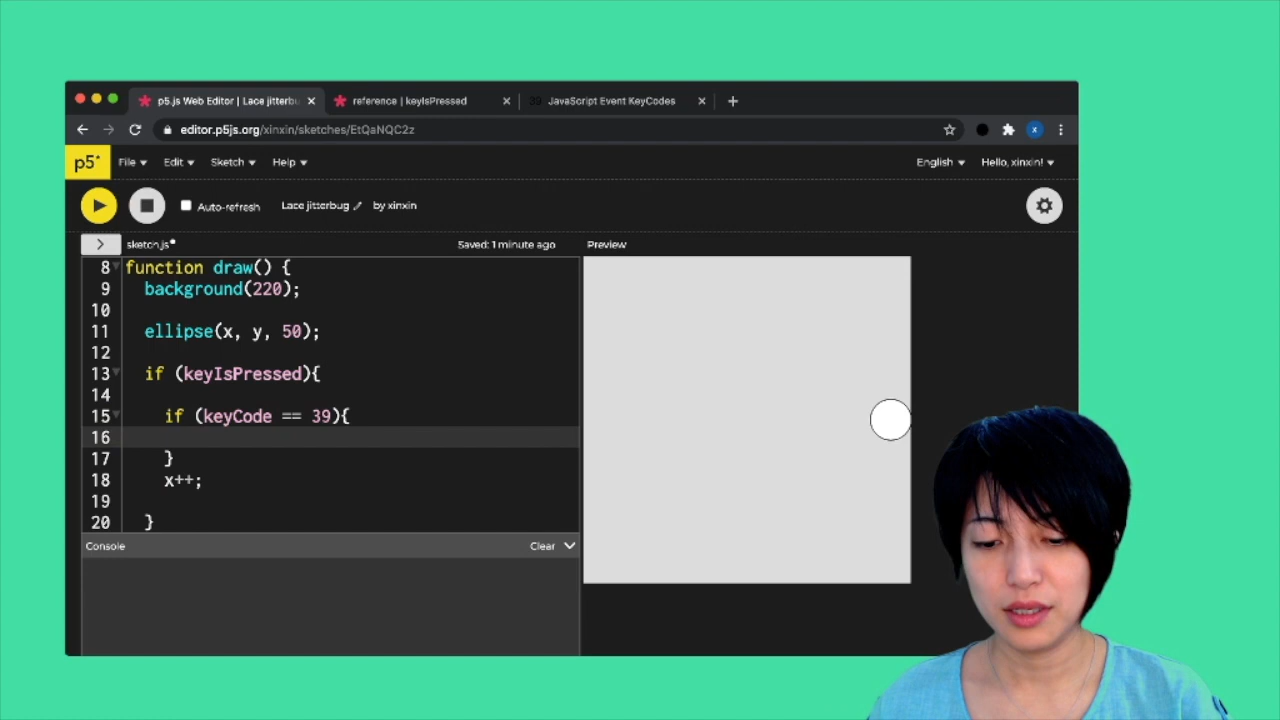 p5.js Web Editor | Lace jitterbu
reference | keyIsPressed
39 JavaScript Event KeyCodes
editor.p5js.org/xinxin/sketches/EtQaNQC2z
x
p5* File Edit Sketch Help English Hello, xinxin!
Auto-refresh Lace jitterbug by xinxin
sketch.js Saved: 1 minute ago Preview
8 function draw() {
9 background(220);
10
11 ellipse(x, y, 50);
12
13 if (keyIsPressed){
14
15 if (keyCode == 39){
16
17 }
18 x++;
19
20 }
Console Clear